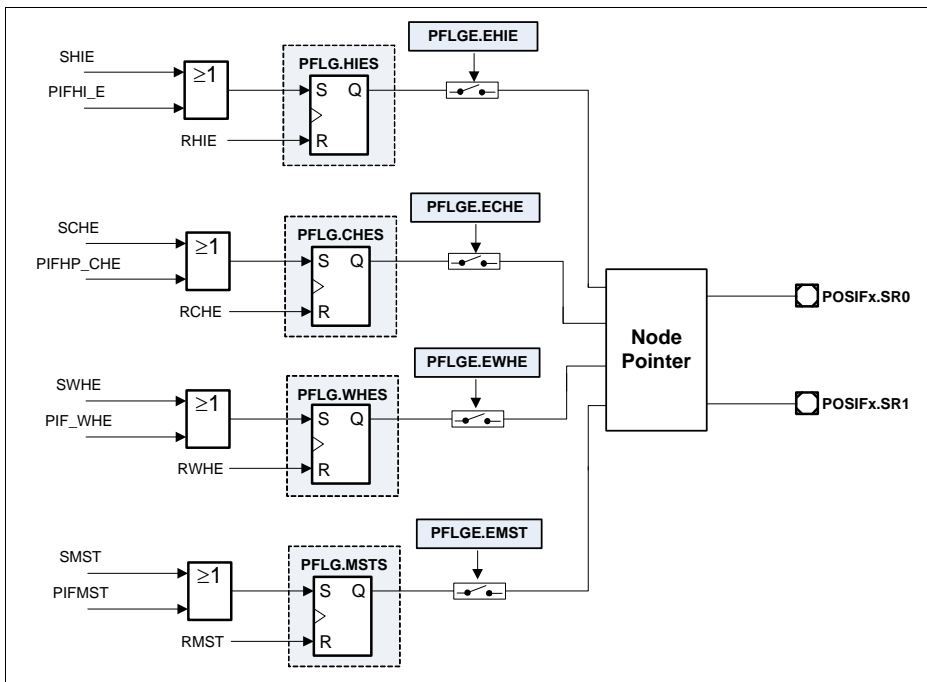 PFLGE.EHIE
SHIE
PIFHI_E
≥1
PFLG.HIES
S Q
R
RHIE
PFLGE.ECHE
SCHE
PIFHP_CHE
≥1
PFLG.CHES
S Q
R
RCHE
Node
Pointer
POSIFx.SR0
POSIFx.SR1
PFLGE.EWHE
SWHE
PIF_WHE
≥1
PFLG.WHES
S Q
R
RWHE
PFLGE.EMST
SMST
PIFMST
≥1
PFLG.MSTS
S Q
R
RMST